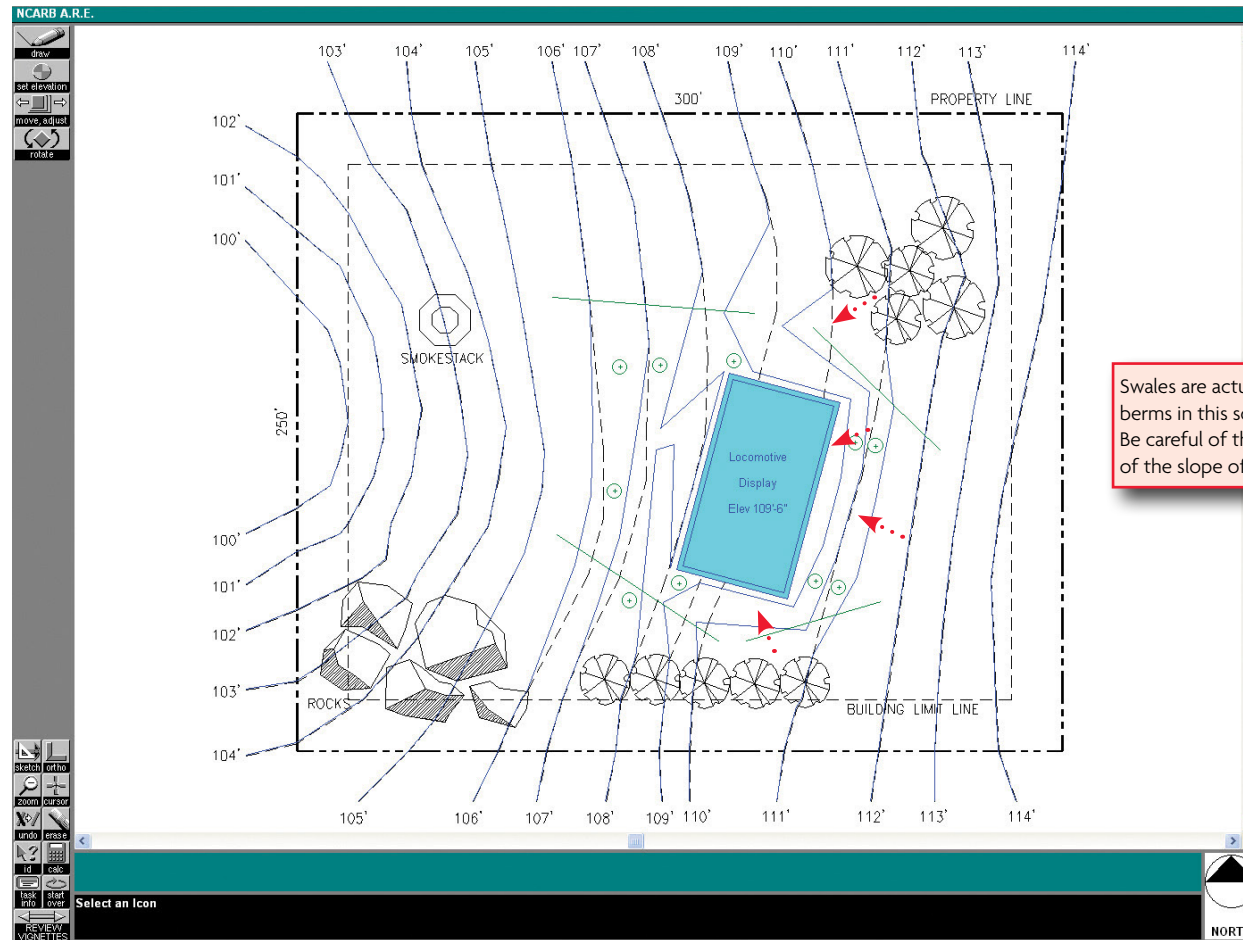 NCARB A.R.E.
draw
set elevation
move, adjust
rotate
103' 104' 105' 106' 107' 108' 109' 110' 111' 112' 113' 114'
300'
PROPERTY LINE
102'
101'
100'
SMOKESTACK
250'
Locomotive
Display
Elev 109'-6"
Swales are
berms in this
Be careful of
of the slope of
100'
101'
102'
103'
104'
ROCKS
BUILDING LIMIT LINE
105' 106' 107' 108' 109' 110' 111' 112' 113' 114'
sketch ortho
zoom cursor
undo erase
id calc
task info start over
REVIEW
VIGNETTES
Select an Icon